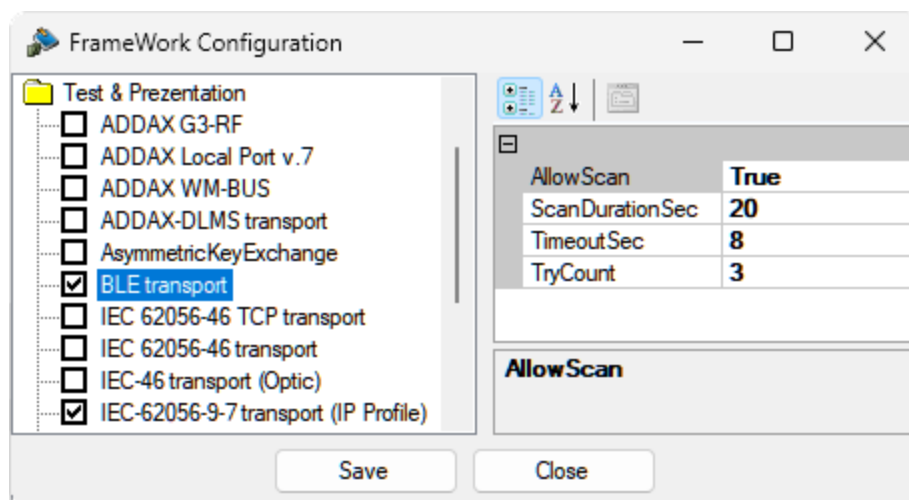 FrameWork Configuration
Test & Prezentation
ADDAX G3-RF
ADDAX Local Port v.7
ADDAX WM-BUS
ADDAX-DLMS transport
AsymmetricKeyExchange
BLE transport
IEC 62056-46 TCP transport
IEC 62056-46 transport
IEC-46 transport (Optic)
IEC-62056-9-7 transport (IP Profile)
AllowScan True
ScanDurationSec 20
TimeoutSec 8
TryCount 3
AllowScan
Save Close